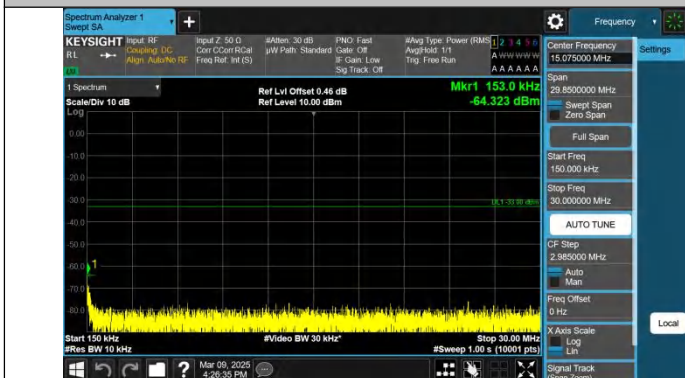 Spectrum Analyzer 1
Swept SA
Frequency
KEYSIGHT
RL
Input: RF
Coupling: DC
Align: Auto/No RF
Input Z: 50 Ω
Corr CCorr RCal
Freq Ref: Int (S)
#Atten: 30 dB
µW Path: Standard
PNO: Fast
Gate: Off
IF Gain: Low
Sig Track: Off
#Avg Type: Power (RMS
Avg|Hold: 1/1
Trig: Free Run
1 2 3 4 5 6
A W W W W W
A A A A A A
1 Spectrum
Scale/Div 10 dB
Log
Ref Lvl Offset 0.46 dB
Ref Level 10.00 dBm
Mkr1 153.0 kHz
-64.323 dBm
0.00
-10.0
-20.0
-30.0
-40.0
-50.0
-60.0
-70.0
-80.0
DL1 -33.00 dBm
1
Start 150 kHz
#Res BW 10 kHz
#Video BW 30 kHz*
Stop 30.00 MHz
#Sweep 1.00 s (10001 pts)
Mar 09, 2025
4:26:35 PM
Center Frequency
15.075000 MHz
Settings
Span
29.8500000 MHz
Swept Span
Zero Span
Full Span
Start Freq
150.000 kHz
Stop Freq
30.000000 MHz
AUTO TUNE
CF Step
2.985000 MHz
Auto
Man
Freq Offset
0 Hz
X Axis Scale
Log
Lin
Local
Signal Track
(Span Zoom)